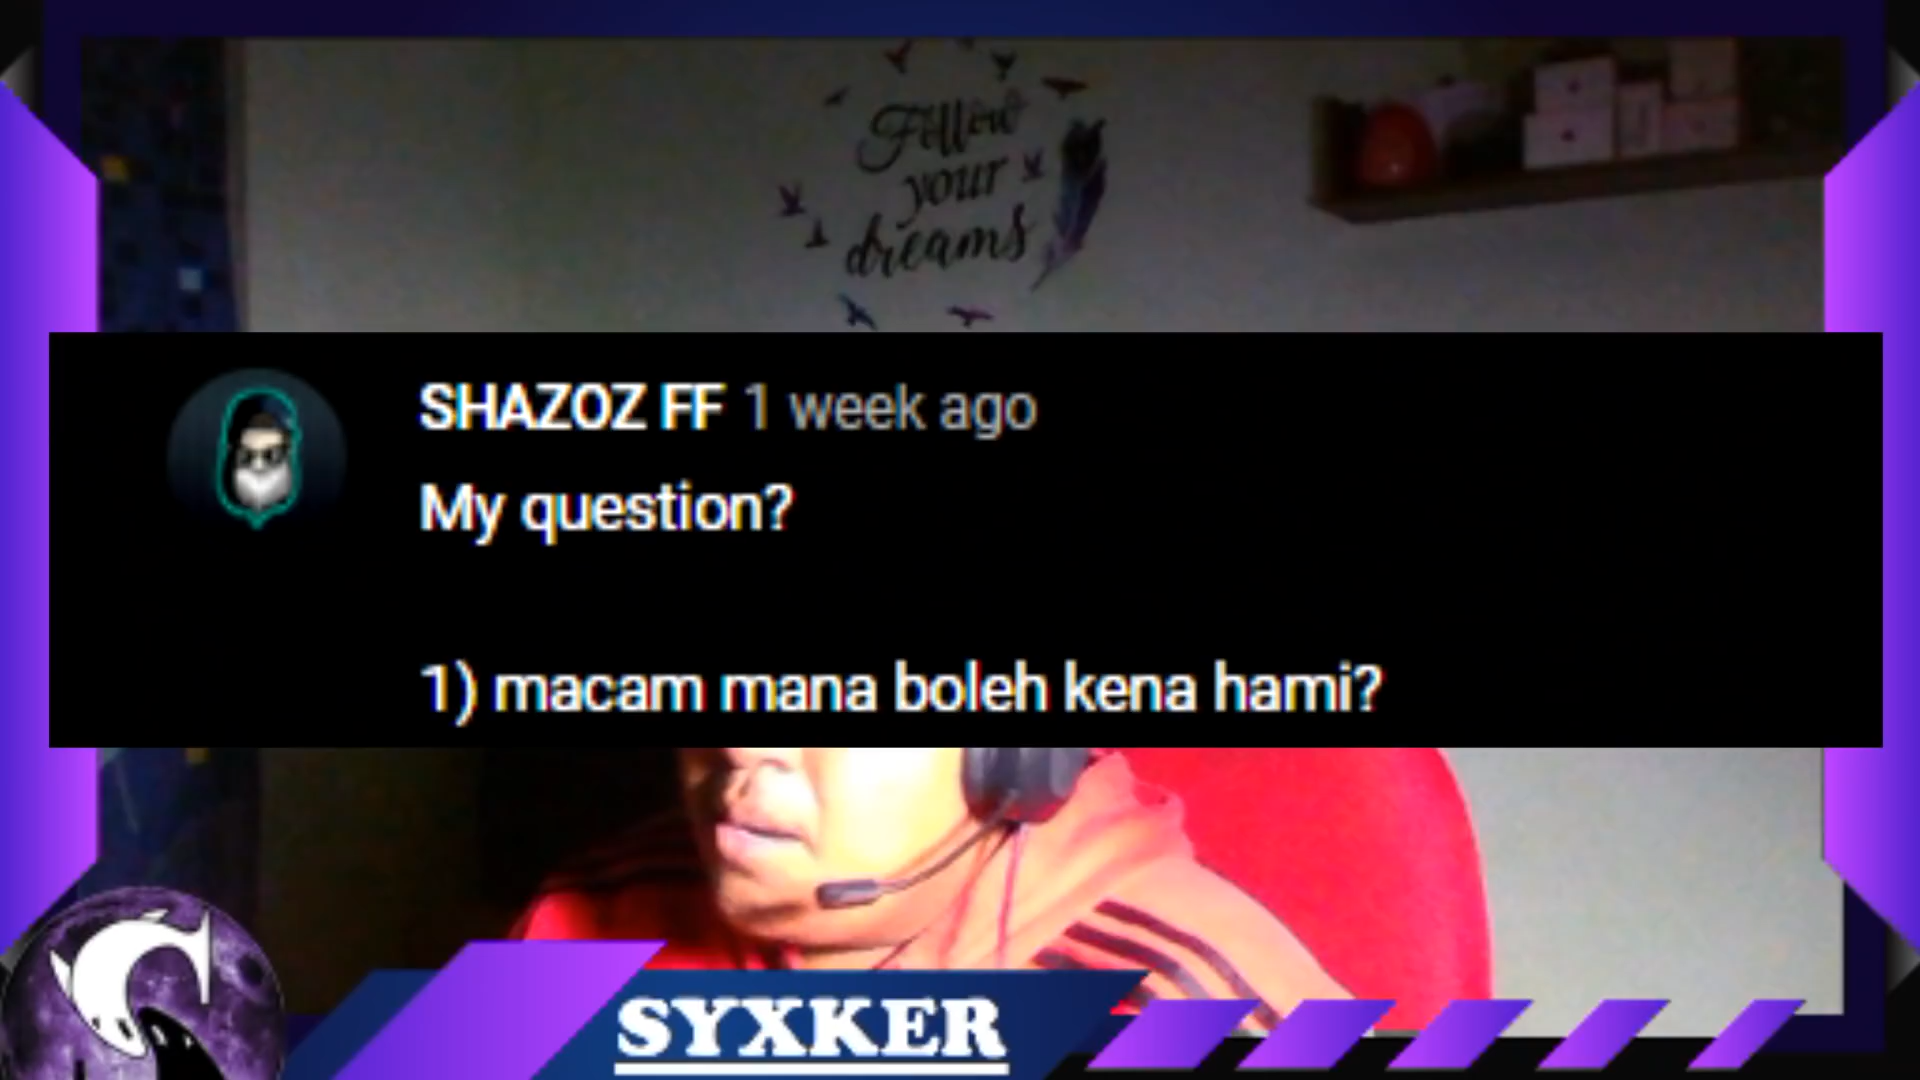 Follow
your
dreams
SHAZOZ FF 1 week ago
My question?
1) macam mana boleh kena hami?
SYXKER